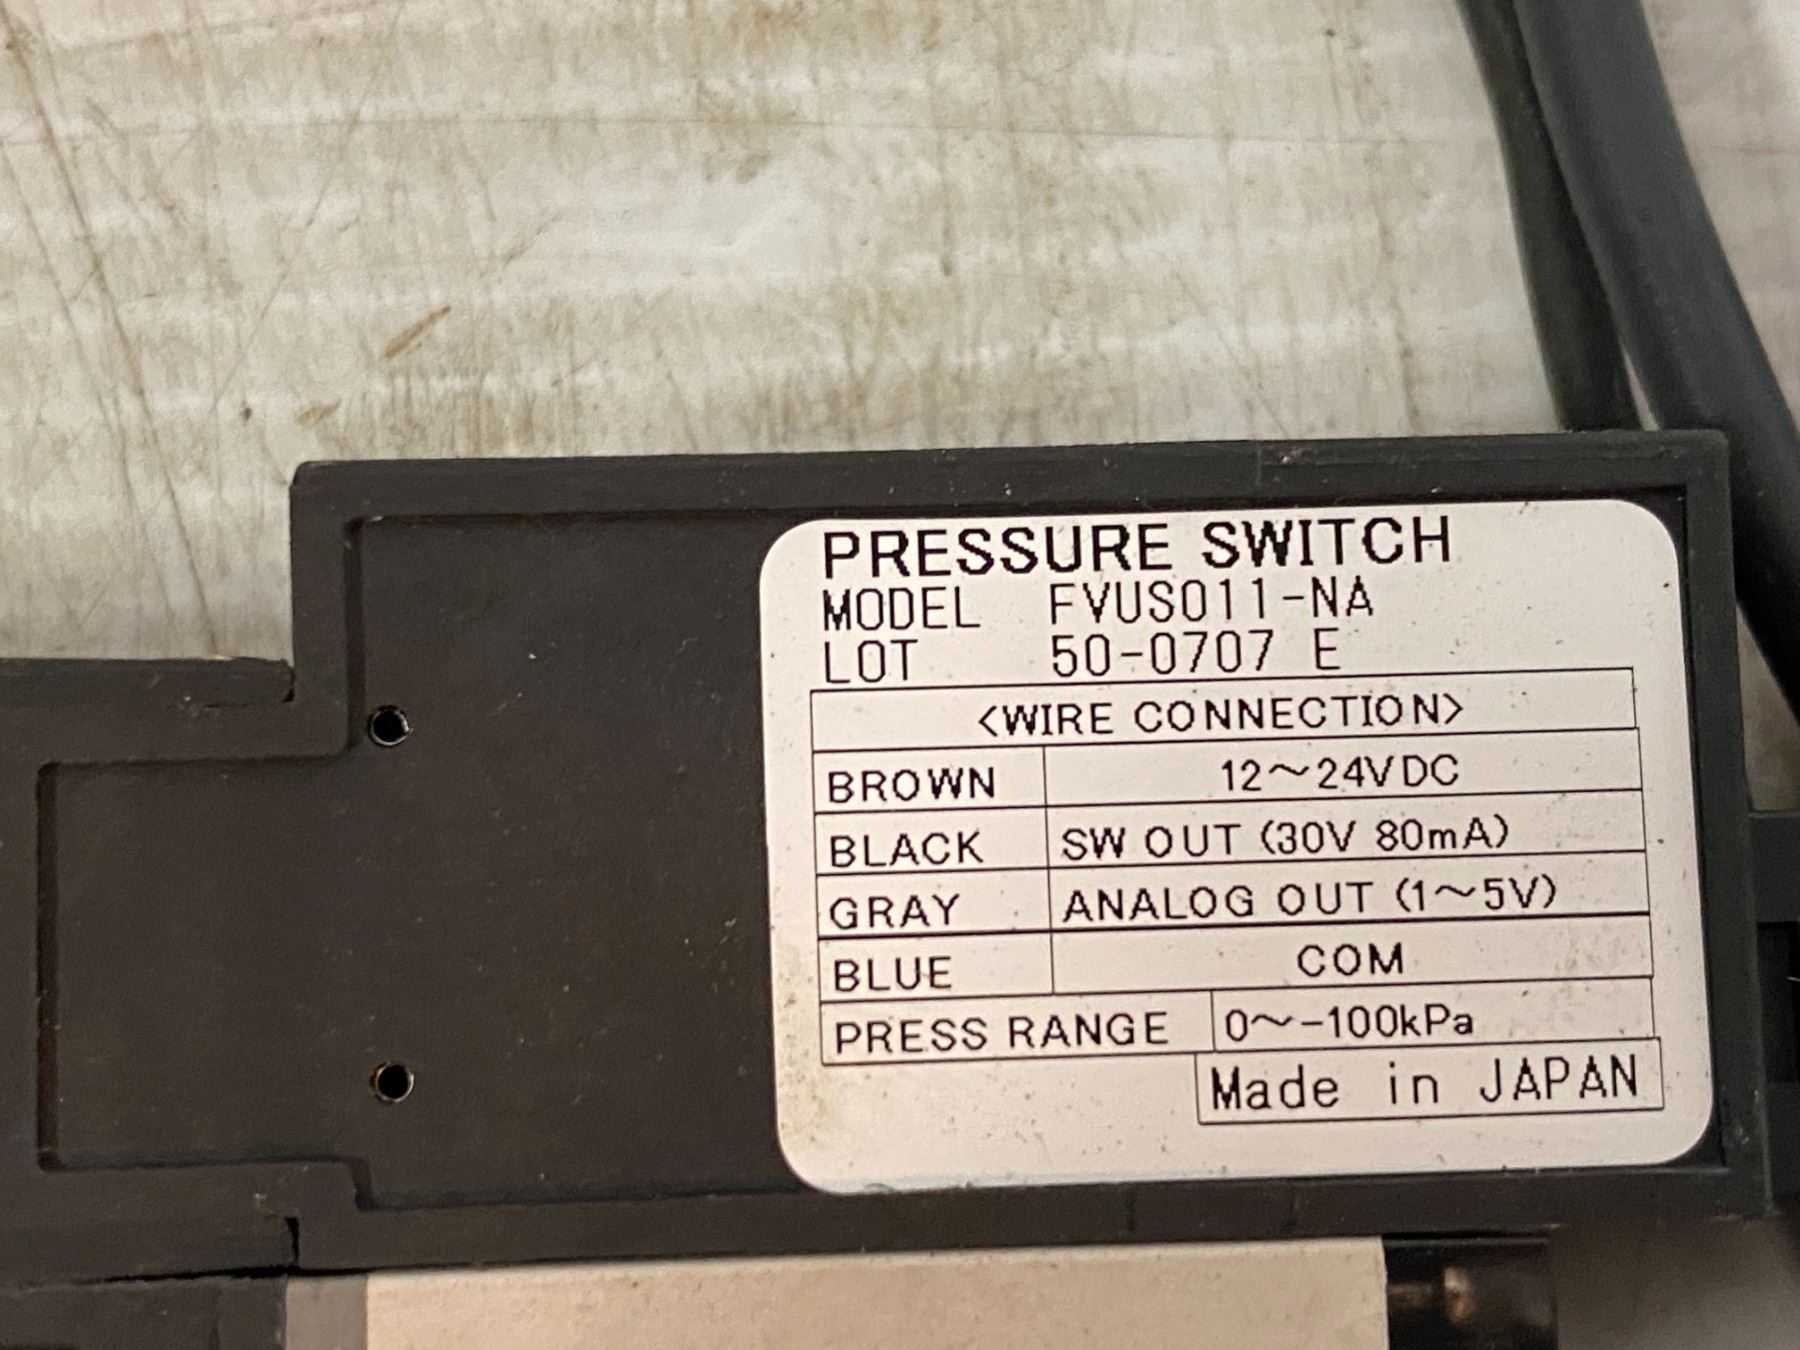 PRESSURE SWITCH
MODEL FVUS011-NA
LOT 50-0707 E
<WIRE CONNECTION>
BROWN 12～24VDC
BLACK SW OUT (30V 80mA)
GRAY ANALOG OUT (1～5V)
BLUE COM
PRESS RANGE 0～-100kPa
Made in JAPAN